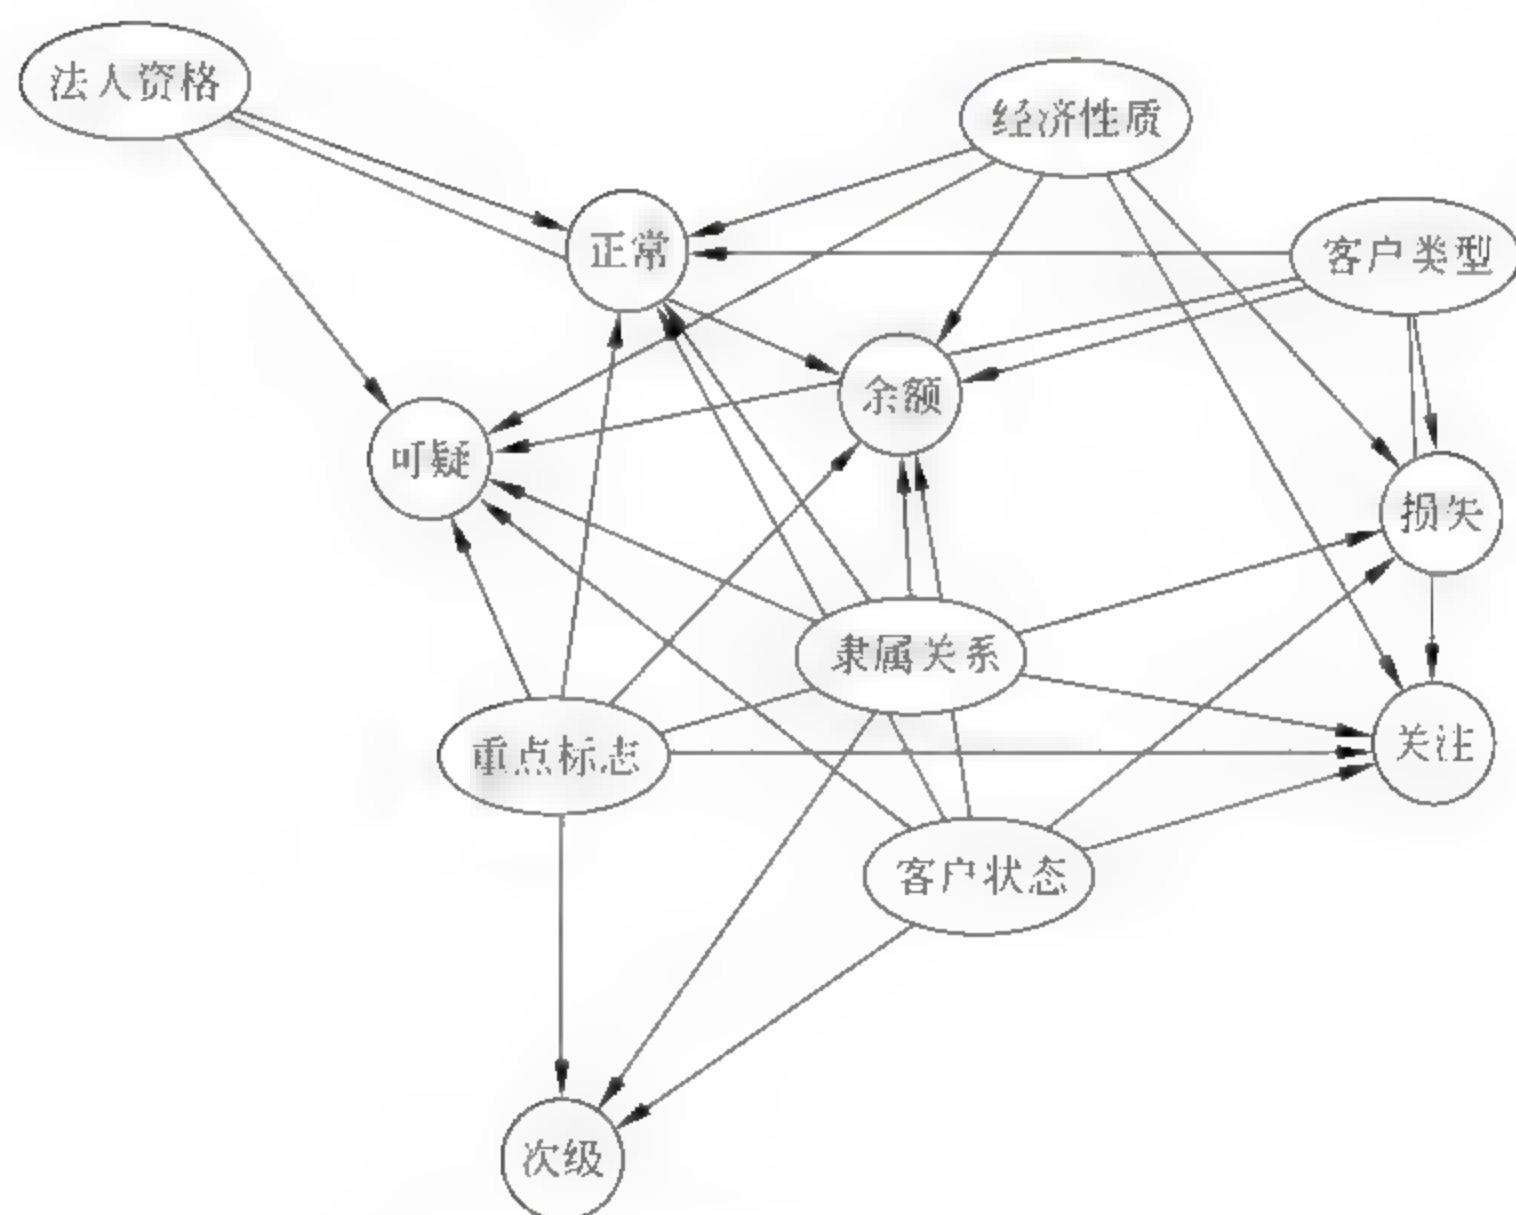 法人资格
经济性质
正常
客户类型
余额
可疑
损失
隶属关系
重点标志
关注
客户状态
次级